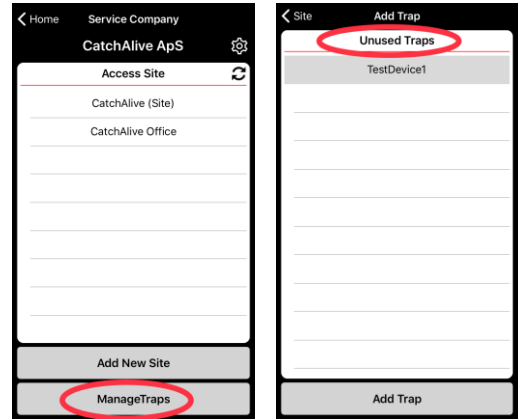 Home Service Company
CatchAlive ApS
Access Site
CatchAlive (Site)
CatchAlive Office
Add New Site
ManageTraps
Site Add Trap
Unused Traps
TestDevice1
Add Trap